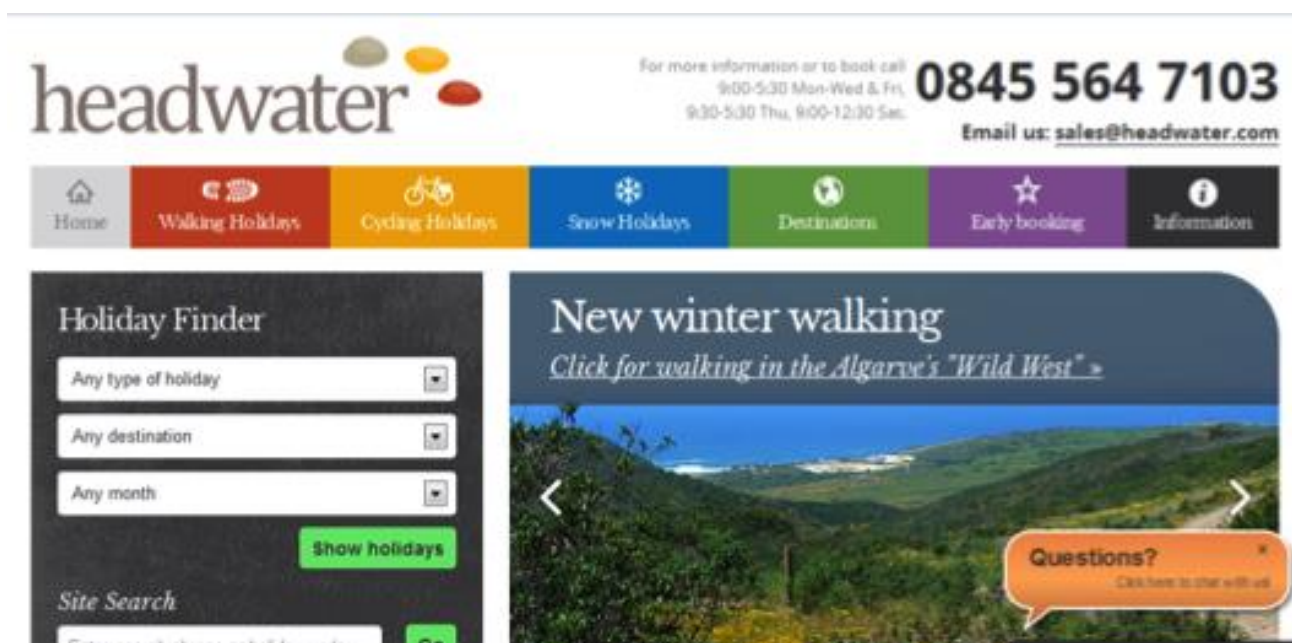 headwater
For more information or to book call
9:00-5:30 Mon-Wed & Fri,
9:30-5:30 Thu, 9:00-12:30 Sat.
0845 564 7103
Email us: sales@headwater.com
Home
Walking Holidays
Cycling Holidays
Snow Holidays
Destinations
Early booking
Information
Holiday Finder
Any type of holiday
Any destination
Any month
Show holidays
Site Search
Go
New winter walking
Click for walking in the Algarve's "Wild West" »
Questions?
×
Click here to chat with us!